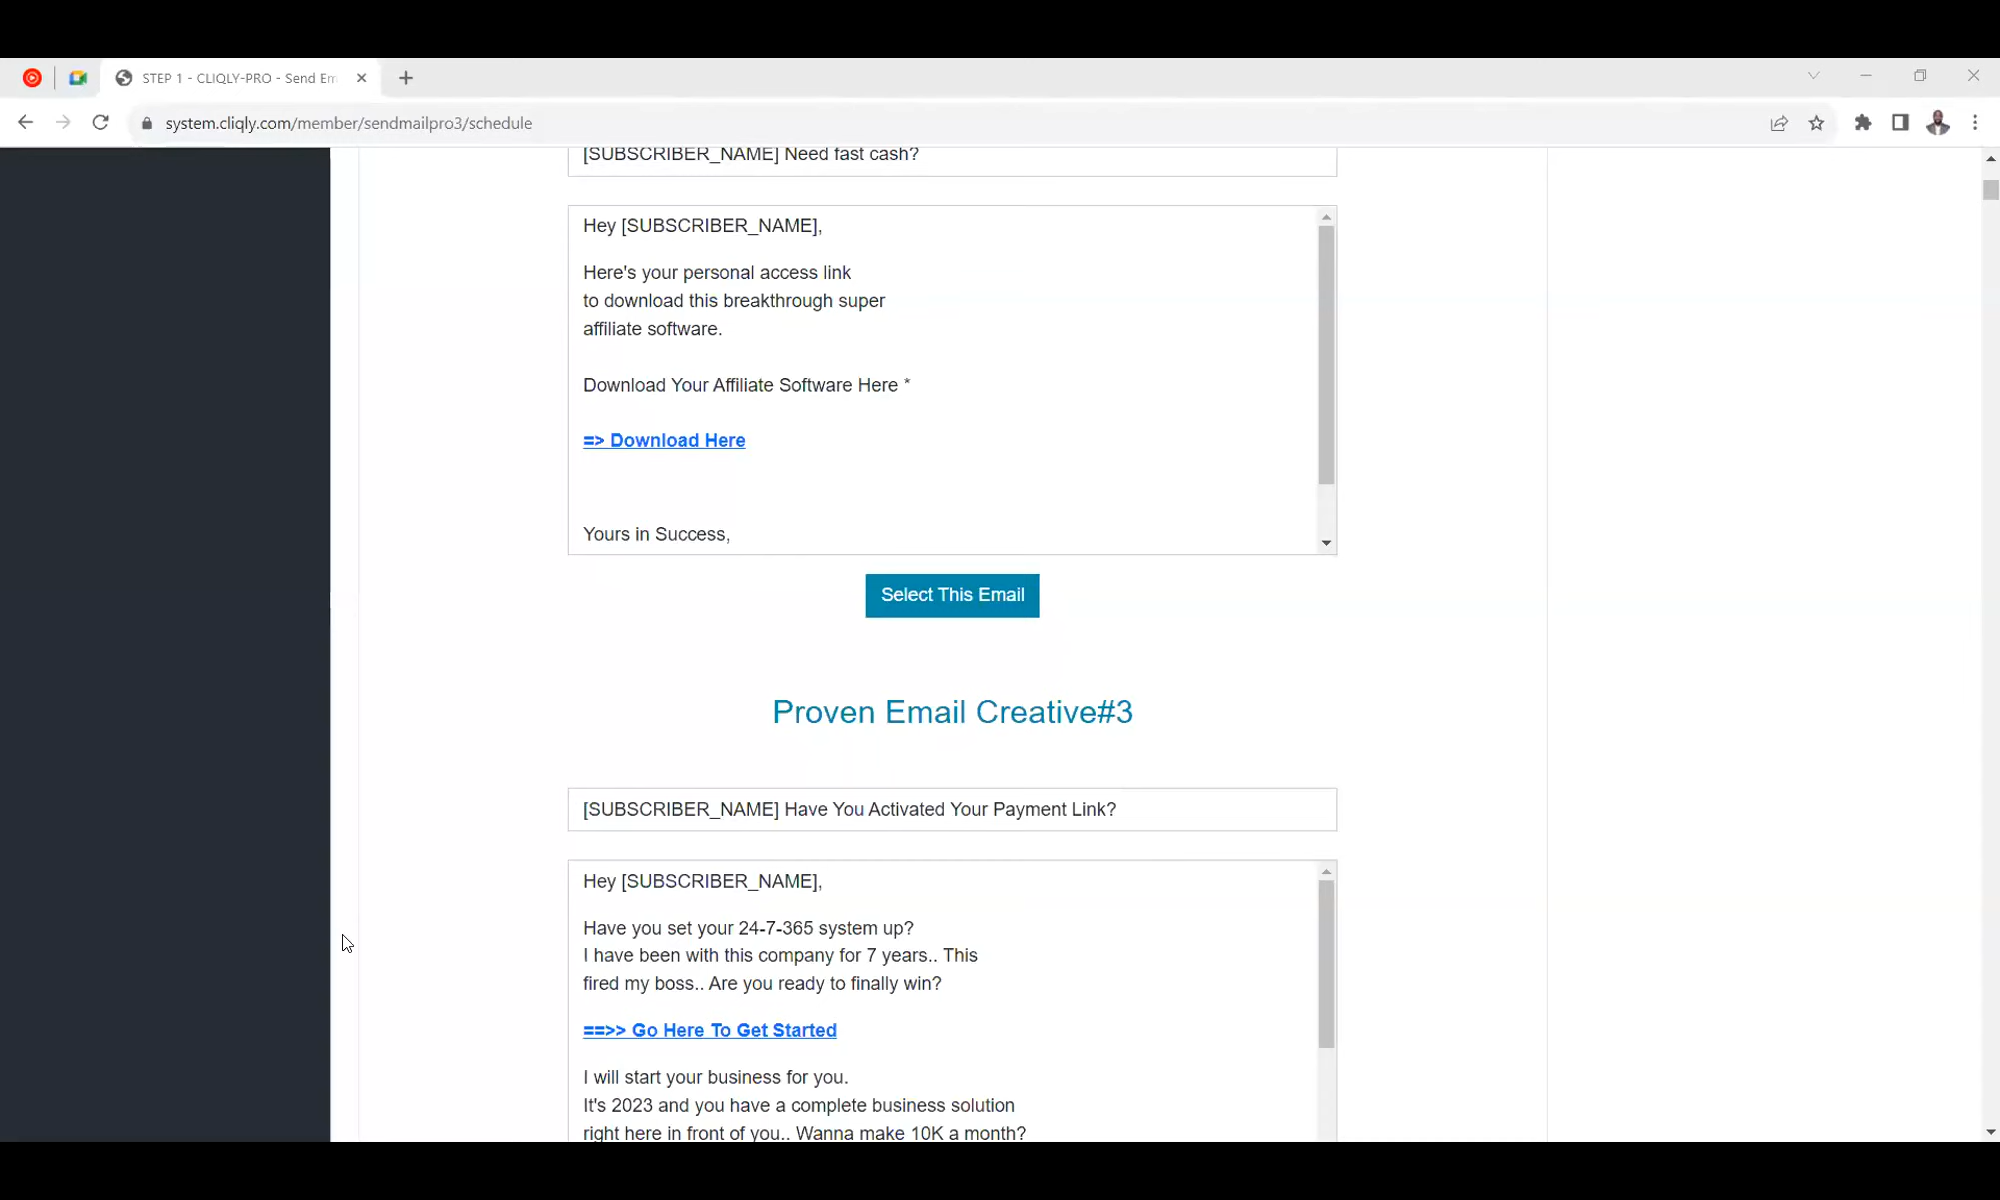 STEP 1 - CLIQLY-PRO - Send Em
system.cliqly.com/member/sendmailpro3/schedule
[SUBSCRIBER_NAME] Need fast cash?
Hey [SUBSCRIBER_NAME],
Here's your personal access link
to download this breakthrough super
affiliate software.
Download Your Affiliate Software Here *
=> Download Here
Yours in Success,
Select This Email
Proven Email Creative#3
[SUBSCRIBER_NAME] Have You Activated Your Payment Link?
Hey [SUBSCRIBER_NAME],
Have you set your 24-7-365 system up?
I have been with this company for 7 years.. This
fired my boss.. Are you ready to finally win?
==>> Go Here To Get Started
I will start your business for you.
It's 2023 and you have a complete business solution
right here in front of you.. Wanna make 10K a month?